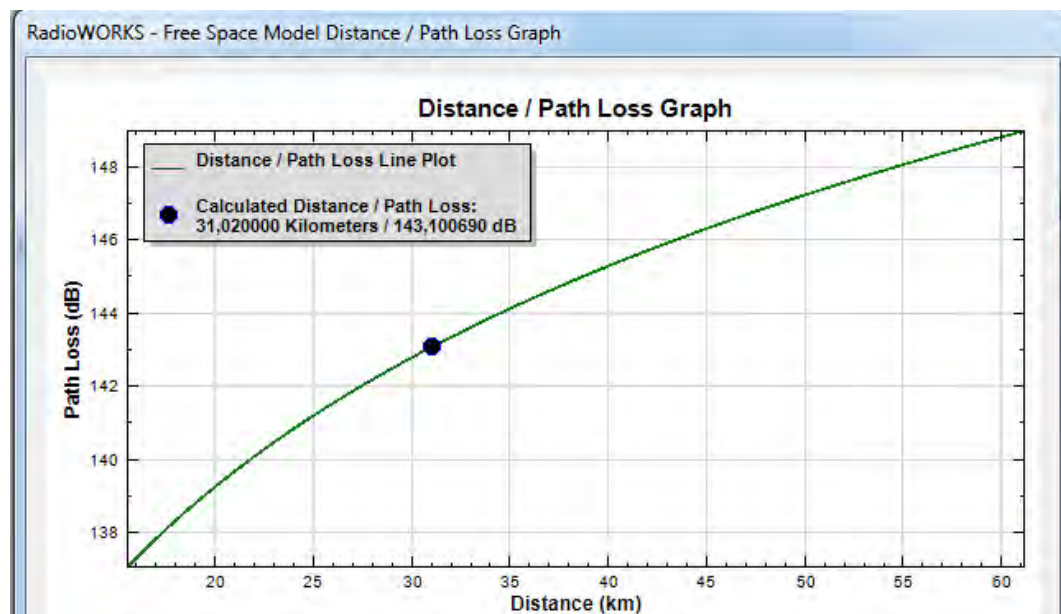 RadioWORKS - Free Space Model Distance / Path Loss Graph
Distance / Path Loss Graph
Distance / Path Loss Line Plot
Calculated Distance / Path Loss:
31,020000 Kilometers / 143,100690 dB
Path Loss (dB)
148
146
144
142
140
138
20 25 30 35 40 45 50 55 60
Distance (km)